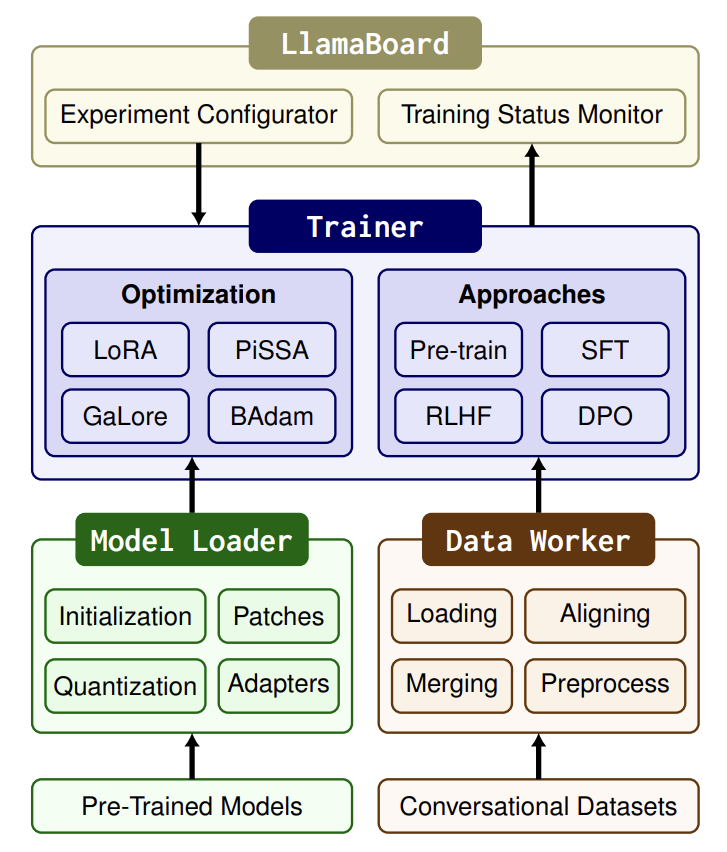 LlamaBoard
Experiment Configurator
Training Status Monitor
Trainer
Optimization
LoRA
PiSSA
GaLore
BAdam
Approaches
Pre-train
SFT
RLHF
DPO
Model Loader
Initialization
Patches
Quantization
Adapters
Data Worker
Loading
Aligning
Merging
Preprocess
Pre-Trained Models
Conversational Datasets